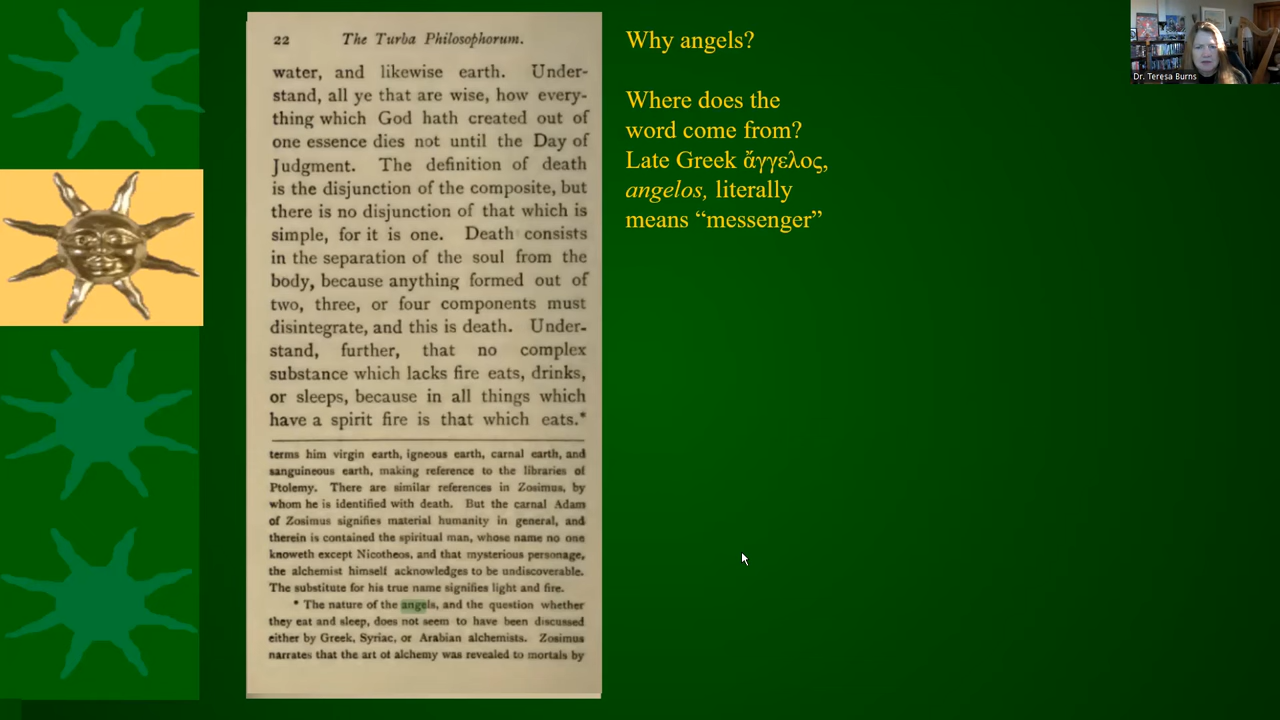 22 The Turba Philosophorum.
water, and likewise earth. Under-
stand, all ye that are wise, how every-
thing which God hath created out of
one essence dies not until the Day of
Judgment. The definition of death
is the disjunction of the composite, but
there is no disjunction of that which is
simple, for it is one. Death consists
in the separation of the soul from the
body, because anything formed out of
two, three, or four components must
disintegrate, and this is death. Under-
stand, further, that no complex
substance which lacks fire eats, drinks,
or sleeps, because in all things which
have a spirit fire is that which eats.*
terms him virgin earth, igneous earth, carnal earth, and
sanguineous earth, making reference to the libraries of
Ptolemy. There are similar references in Zosimus, by
whom he is identified with death. But the carnal Adam
of Zosimus signifies material humanity in general, and
therein is contained the spiritual man, whose name no one
knoweth except Nicotheos, and that mysterious personage,
the alchemist himself acknowledges to be undiscoverable.
The substitute for his true name signifies light and fire.
* The nature of the angels, and the question whether
they eat and sleep, does not seem to have been discussed
either by Greek, Syriac, or Arabian alchemists. Zosimus
narrates that the art of alchemy was revealed to mortals by
Why angels?
Where does the
word come from?
Late Greek ἄγγελος,
angelos, literally
means “messenger”
Dr. Teresa Burns